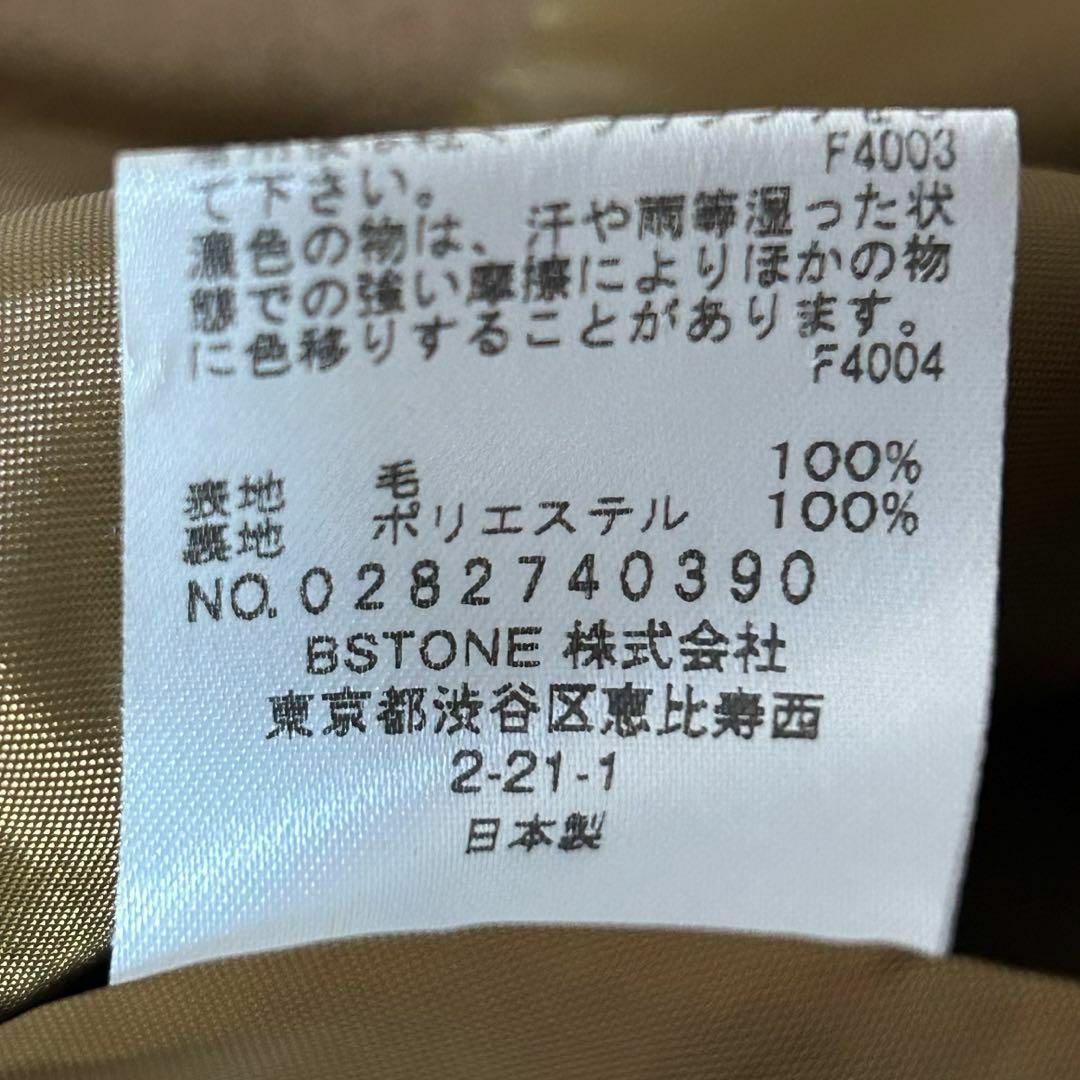 F4003
て下さい。
濃色の物は、汗や雨等湿った状
態での強い摩擦によりほかの物
に色移りすることがあります。
F4004
表地 毛 100%
裏地 ポリエステル 100%
NO.0282740390
BSTONE 株式会社
東京都渋谷区恵比寿西
2-21-1
日本製